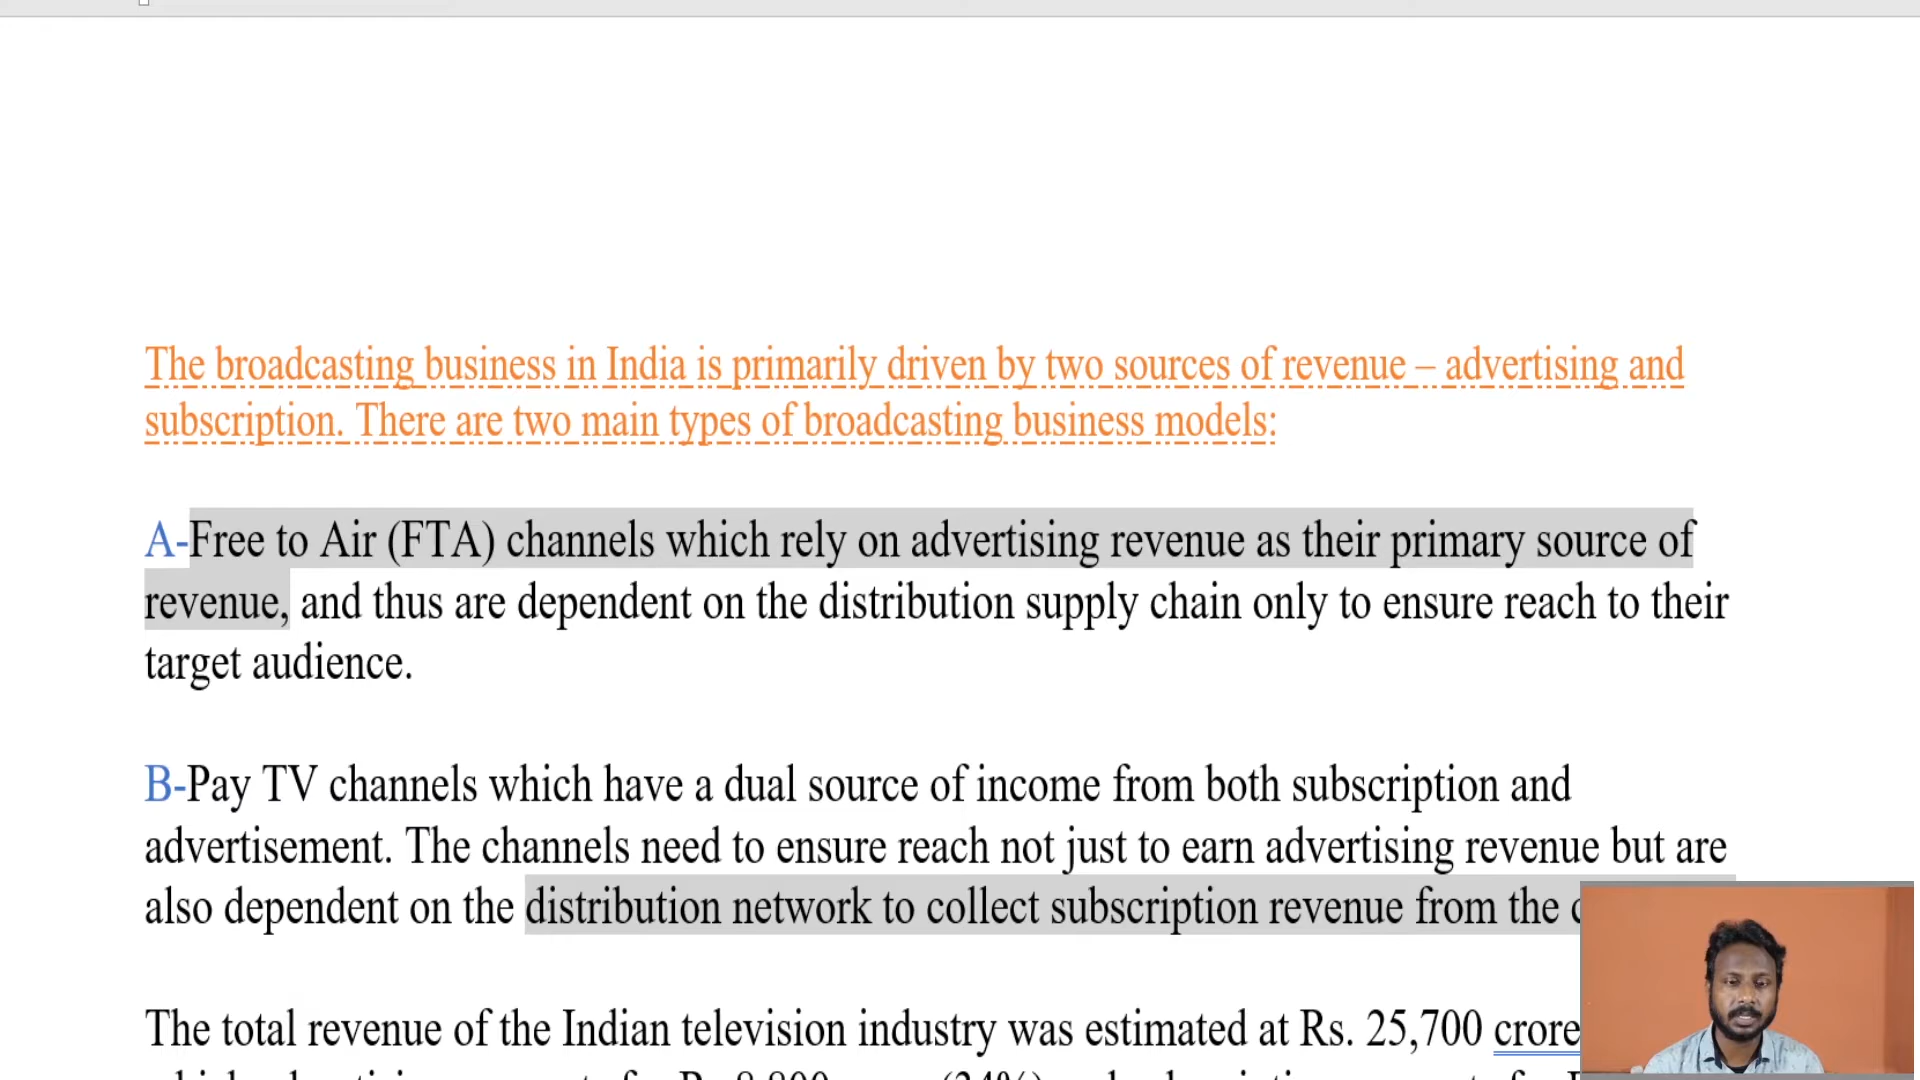 The broadcasting business in India is primarily driven by two sources of revenue – advertising and
subscription. There are two main types of broadcasting business models:
A-Free to Air (FTA) channels which rely on advertising revenue as their primary source of
revenue, and thus are dependent on the distribution supply chain only to ensure reach to their
target audience.
B-Pay TV channels which have a dual source of income from both subscription and
advertisement. The channels need to ensure reach not just to earn advertising revenue but are
also dependent on the distribution network to collect subscription revenue from the
The total revenue of the Indian television industry was estimated at Rs. 25,700 crore